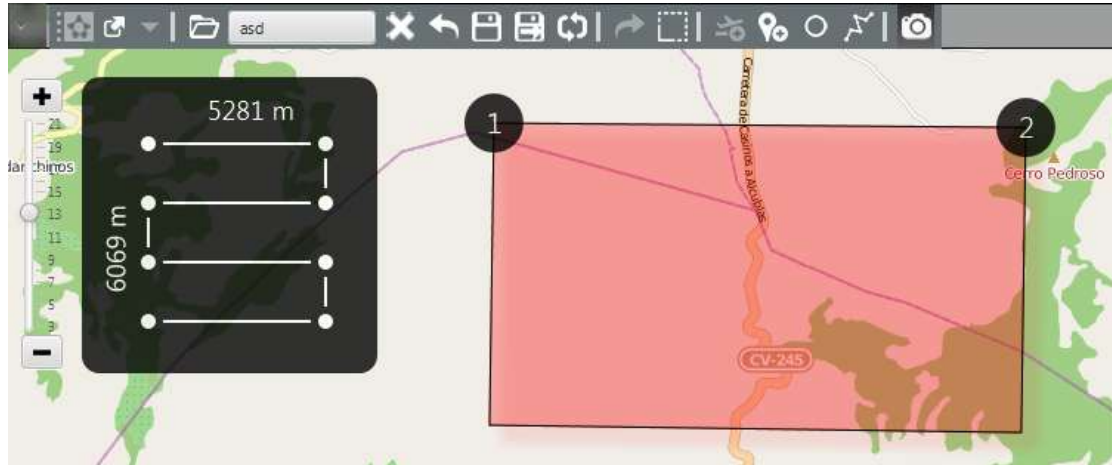 asd
5281 m
6069 m
21
19
15
13
11
9
7
5
3
chinos
1
2
Carretera de Casinos a Alcublas
Cerro Pedroso
CV-245